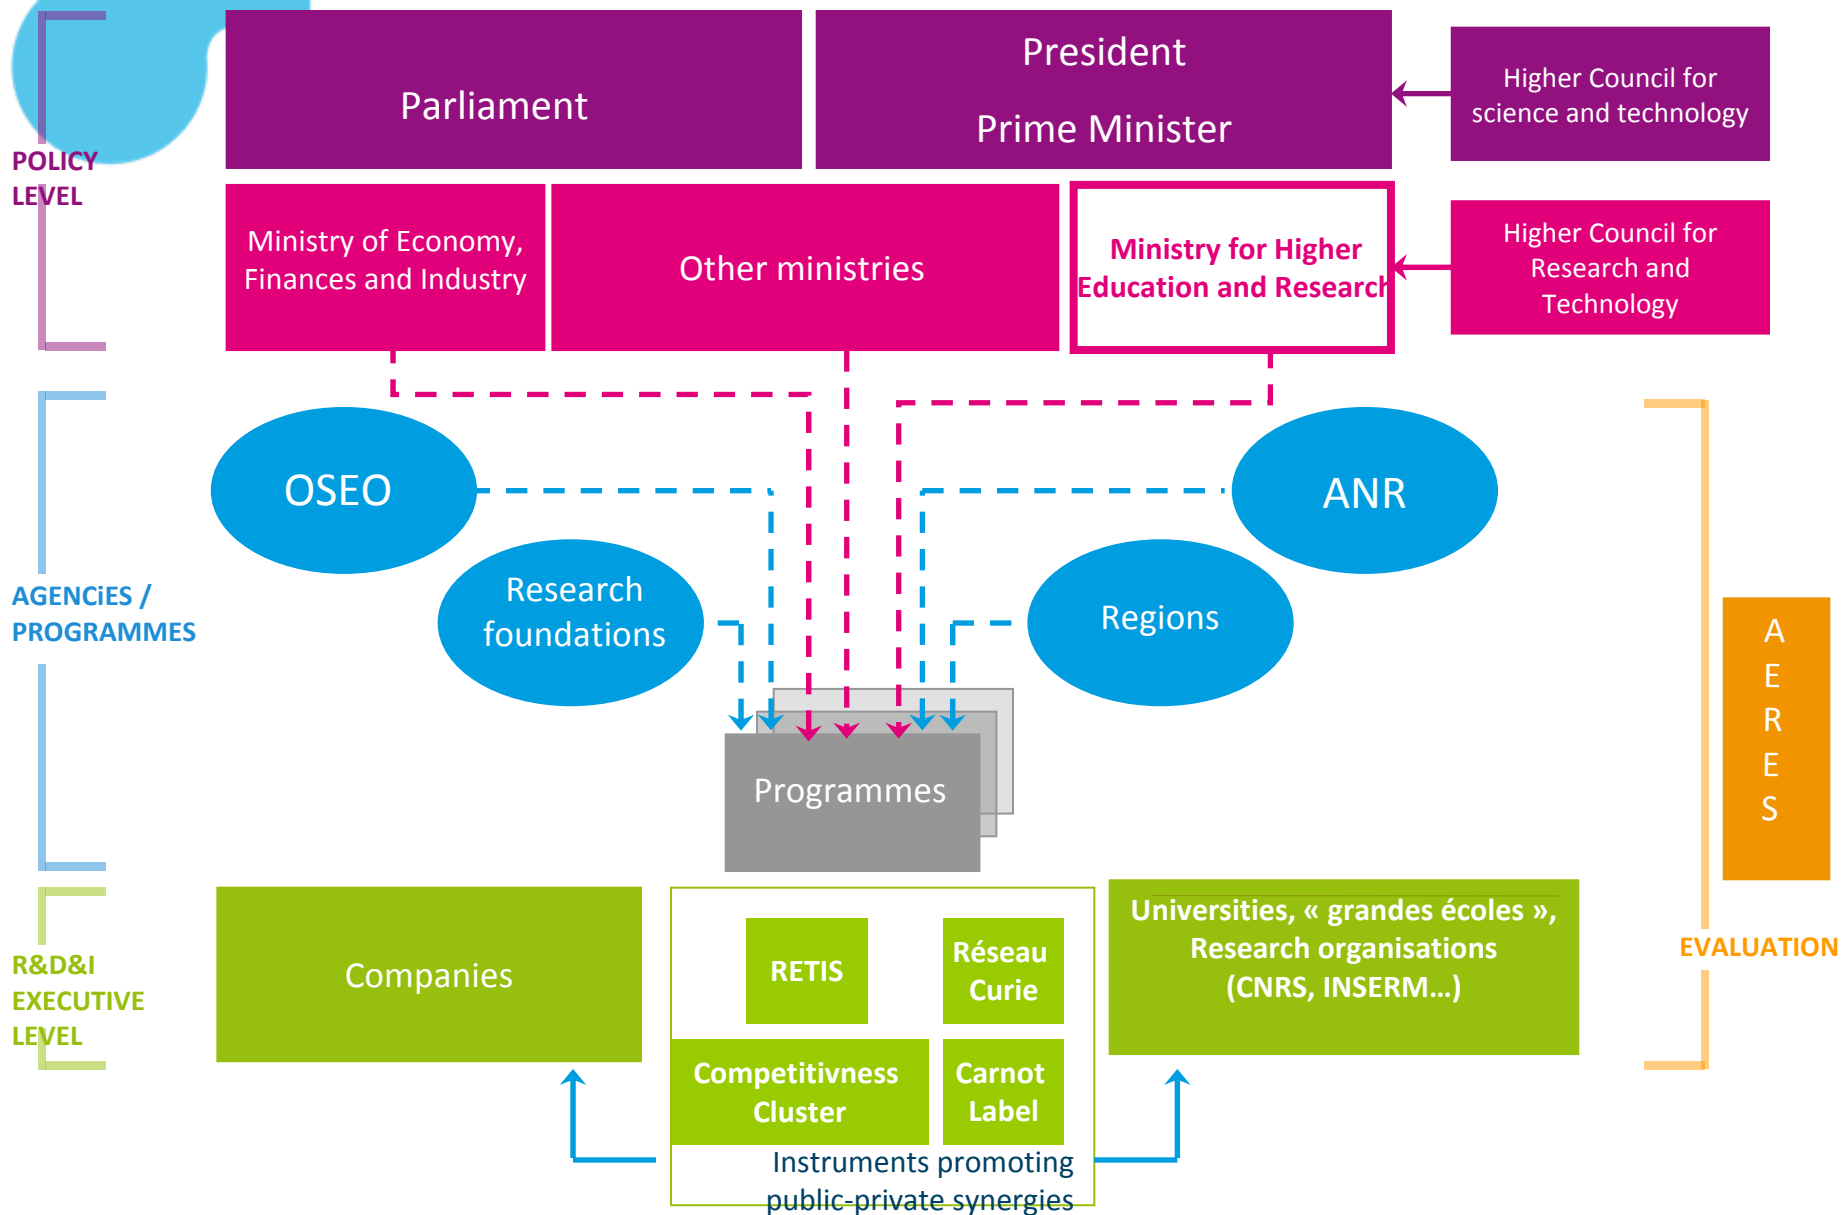 Parliament
President
Prime Minister
Higher Council for
science and technology
POLICY
LEVEL
Ministry of Economy,
Finances and Industry
Other ministries
Ministry for Higher
Education and Research
Higher Council for
Research and
Technology
OSEO
ANR
Research
foundations
Regions
AGENCiES /
PROGRAMMES
A
E
R
E
S
Programmes
R&D&I
EXECUTIVE
LEVEL
Companies
RETIS
Réseau
Curie
Competitivness
Cluster
Carnot
Label
Instruments promoting
public-private synergies
Universities, « grandes écoles »,
Research organisations
(CNRS, INSERM…)
EVALUATION